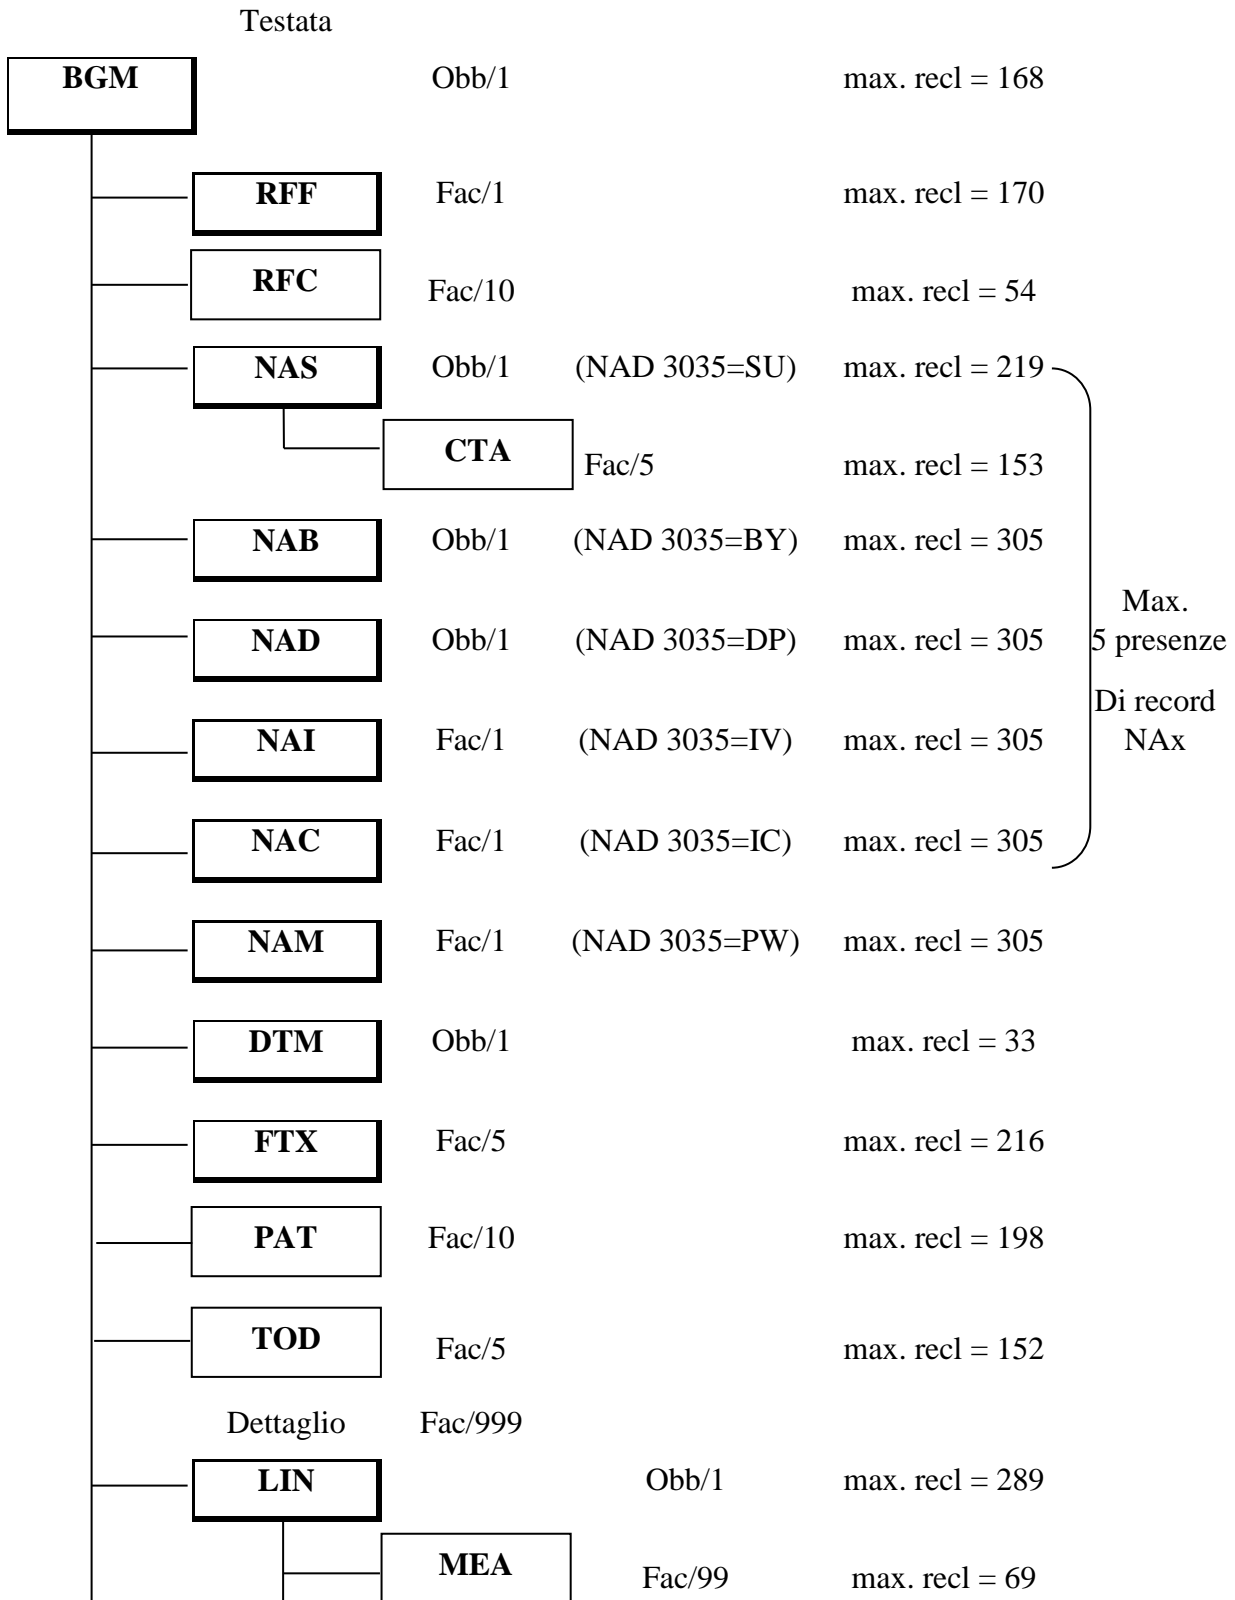 Testata
BGM Obb/1 max. recl = 168
RFF Fac/1 max. recl = 170
RFC Fac/10 max. recl = 54
NAS Obb/1 (NAD 3035=SU) max. recl = 219
CTA Fac/5 max. recl = 153
NAB Obb/1 (NAD 3035=BY) max. recl = 305
Max.
NAD Obb/1 (NAD 3035=DP) max. recl = 305 5 presenze
Di record
NAI Fac/1 (NAD 3035=IV) max. recl = 305 NAx
NAC Fac/1 (NAD 3035=IC) max. recl = 305
NAM Fac/1 (NAD 3035=PW) max. recl = 305
DTM Obb/1 max. recl = 33
FTX Fac/5 max. recl = 216
PAT Fac/10 max. recl = 198
TOD Fac/5 max. recl = 152
Dettaglio Fac/999
LIN Obb/1 max. recl = 289
MEA Fac/99 max. recl = 69